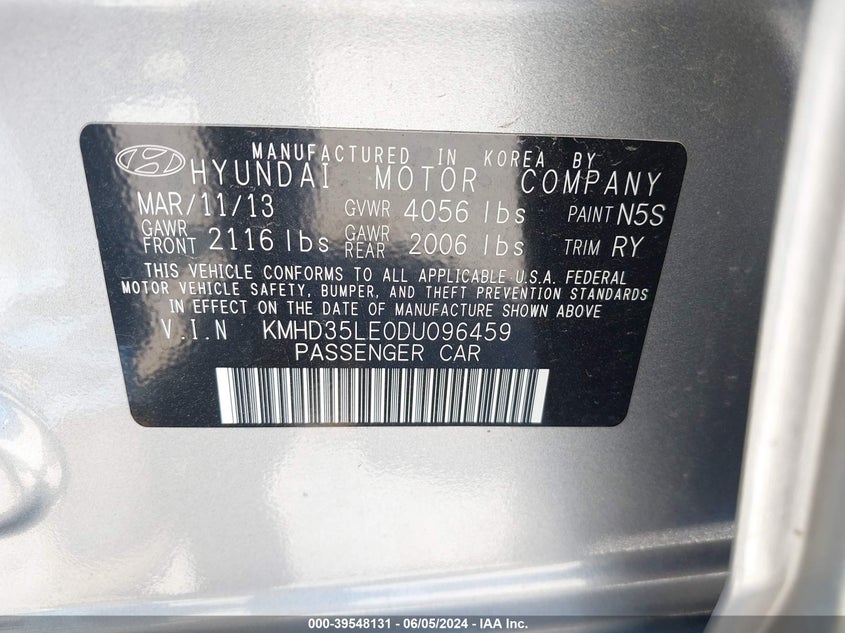 MANUFACTURED IN KOREA BY
HYUNDAI MOTOR COMPANY
MAR/11/13 GVWR 4056 lbs PAINT N5S
GAWR FRONT 2116 lbs GAWR REAR 2006 lbs TRIM RY
THIS VEHICLE CONFORMS TO ALL APPLICABLE U.S.A. FEDERAL
MOTOR VEHICLE SAFETY, BUMPER, AND THEFT PREVENTION STANDARDS
IN EFFECT ON THE DATE OF MANUFACTURE SHOWN ABOVE
V.I.N KMHD35LE0DU096459
PASSENGER CAR
000-39548131 - 06/05/2024 - IAA Inc.